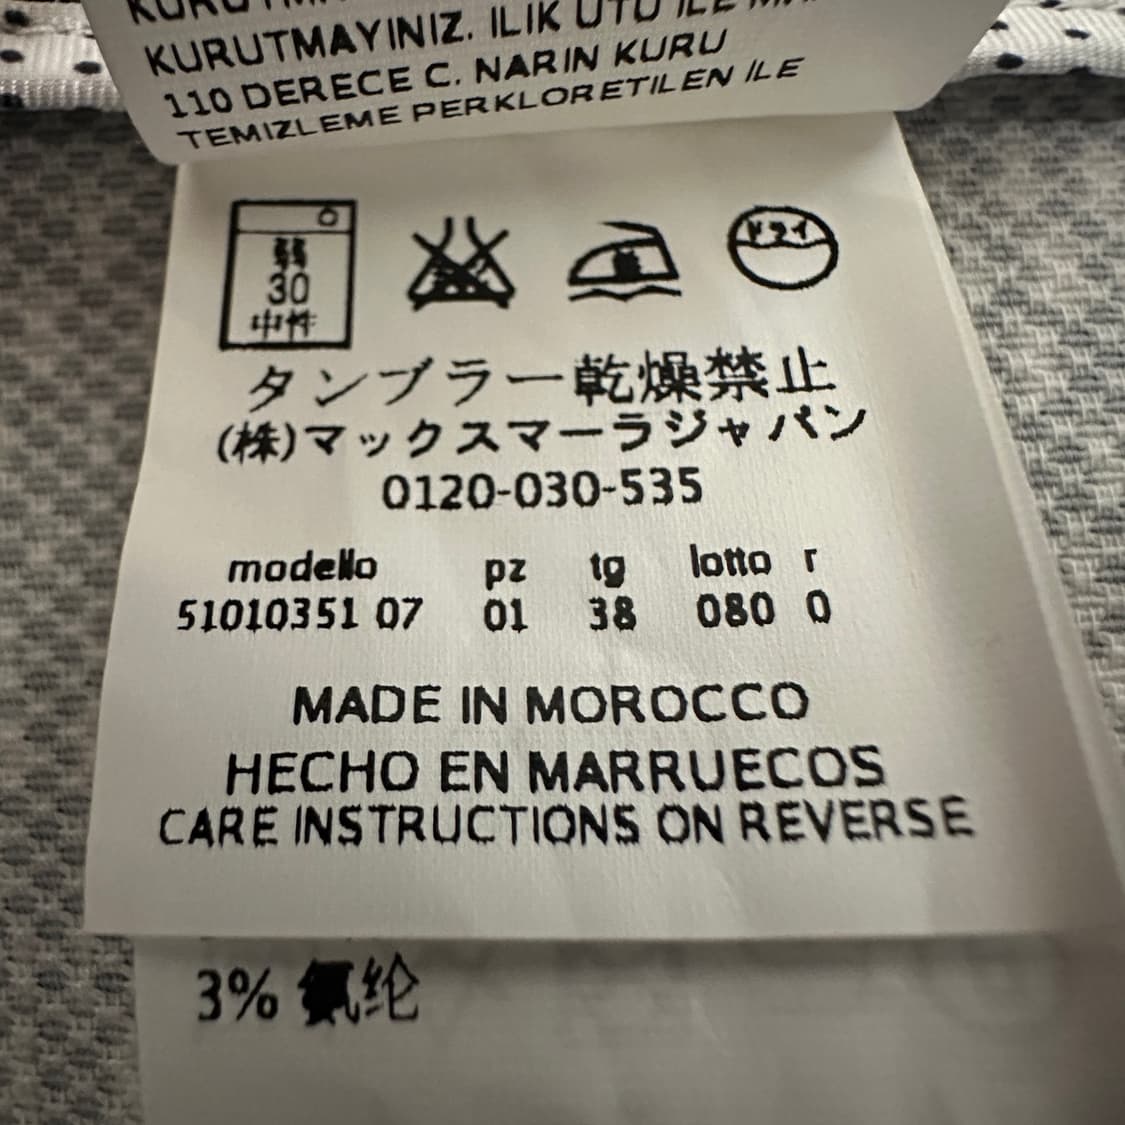 KURUTMAYINIZ. ILIK UTU ILE
110 DERECE C. NARIN KURU
TEMIZLEME PERKLORETILEN ILE
弱
30
中性
ドライ
タンブラー乾燥禁止
(株)マックスマーラジャパン
0120-030-535
modello pz tg lotto r
51010351 07 01 38 080 0
MADE IN MOROCCO
HECHO EN MARRUECOS
CARE INSTRUCTIONS ON REVERSE
3% 氨纶